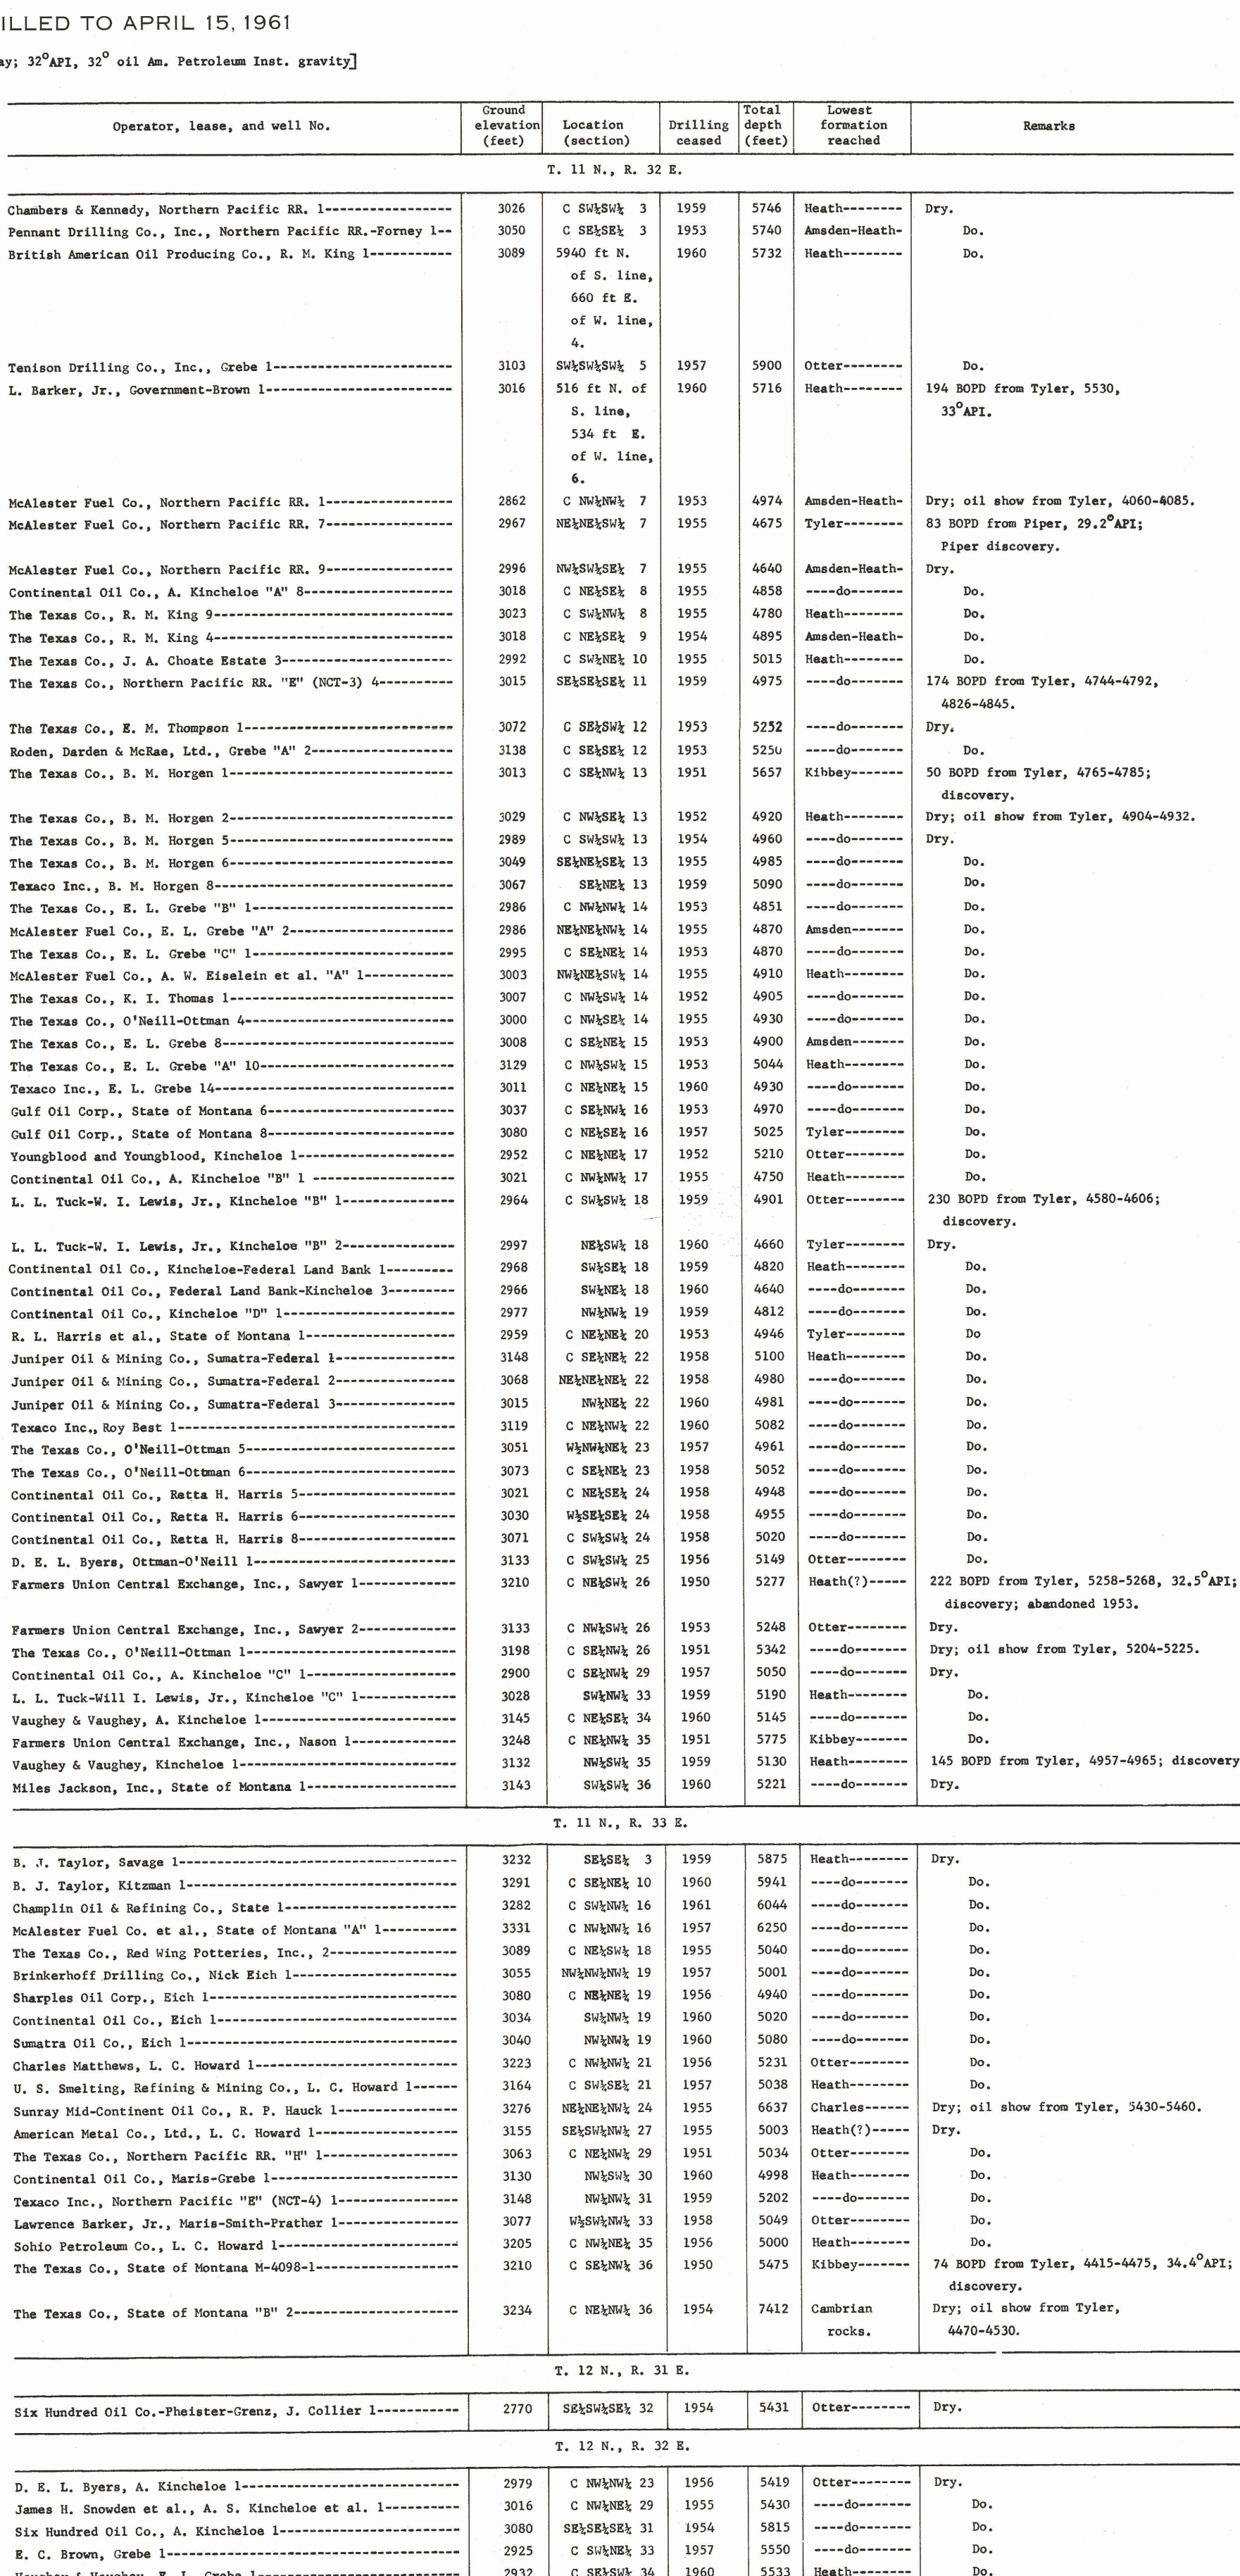 ILLED TO APRIL 15, 1961
ay; 32°API, 32° oil Am. Petroleum Inst. gravity]
Operator, lease, and well No. Ground elevation (feet) Location (section) Drilling ceased Total depth (feet) Lowest formation reached Remarks
T. 11 N., R. 32 E.
Chambers & Kennedy, Northern Pacific RR. 1----------------- 3026 C SW¼SW¼ 3 1959 5746 Heath-------- Dry.
Pennant Drilling Co., Inc., Northern Pacific RR.-Forney 1-- 3050 C SE¼SE¼ 3 1953 5740 Amsden-Heath- Do.
British American Oil Producing Co., R. M. King 1----------- 3089 5940 ft N. 1960 5732 Heath-------- Do.
of S. line,
660 ft E.
of W. line,
4.
Tenison Drilling Co., Inc., Grebe 1------------------------ 3103 SW¼SW¼SW¼ 5 1957 5900 Otter-------- Do.
L. Barker, Jr., Government-Brown 1------------------------- 3016 516 ft N. of 1960 5716 Heath-------- 194 BOPD from Tyler, 5530,
S. line, 33°API.
534 ft E.
of W. line,
6.
McAlester Fuel Co., Northern Pacific RR. 1----------------- 2862 C NW¼NW¼ 7 1953 4974 Amsden-Heath- Dry; oil show from Tyler, 4060-4085.
McAlester Fuel Co., Northern Pacific RR. 7----------------- 2967 NE¼NE¼SW¼ 7 1955 4675 Tyler-------- 83 BOPD from Piper, 29.2°API;
Piper discovery.
McAlester Fuel Co., Northern Pacific RR. 9----------------- 2996 NW¼SW¼SE¼ 7 1955 4640 Amsden-Heath- Dry.
Continental Oil Co., A. Kincheloe "A" 8-------------------- 3018 C NE¼SE¼ 8 1955 4858 ----do------- Do.
The Texas Co., R. M. King 9-------------------------------- 3023 C SW¼NW¼ 8 1955 4780 Heath-------- Do.
The Texas Co., R. M. King 4-------------------------------- 3018 C NE¼SE¼ 9 1954 4895 Amsden-Heath- Do.
The Texas Co., J. A. Choate Estate 3----------------------- 2992 C SW¼NE¼ 10 1955 5015 Heath-------- Do.
The Texas Co., Northern Pacific RR. "E" (NCT-3) 4---------- 3015 SE¼SE¼SE¼ 11 1959 4975 ----do------- 174 BOPD from Tyler, 4744-4792,
4826-4845.
The Texas Co., E. M. Thompson 1---------------------------- 3072 C SE¼SW¼ 12 1953 5252 ----do------- Dry.
Roden, Darden & McRae, Ltd., Grebe "A" 2------------------- 3138 C SE¼SE¼ 12 1953 5250 ----do------- Do.
The Texas Co., B. M. Horgen 1------------------------------ 3013 C SE¼NW¼ 13 1951 5657 Kibbey------- 50 BOPD from Tyler, 4765-4785;
discovery.
The Texas Co., B. M. Horgen 2------------------------------ 3029 C NW¼SE¼ 13 1952 4920 Heath-------- Dry; oil show from Tyler, 4904-4932.
The Texas Co., B. M. Horgen 5------------------------------ 2989 C SW¼SW¼ 13 1954 4960 ----do------- Dry.
The Texas Co., B. M. Horgen 6------------------------------ 3049 SE¼NE¼SE¼ 13 1955 4985 ----do------- Do.
Texaco Inc., B. M. Horgen 8-------------------------------- 3067 SE¼NE¼ 13 1959 5090 ----do------- Do.
The Texas Co., E. L. Grebe "B" 1--------------------------- 2986 C NW¼NW¼ 14 1953 4851 ----do------- Do.
McAlester Fuel Co., E. L. Grebe "A" 2---------------------- 2986 NE¼NE¼NW¼ 14 1955 4870 Amsden------- Do.
The Texas Co., E. L. Grebe "C" 1--------------------------- 2995 C SE¼NE¼ 14 1953 4870 ----do------- Do.
McAlester Fuel Co., A. W. Eiselein et al. "A" 1------------ 3003 NW¼NE¼SW¼ 14 1955 4910 Heath-------- Do.
The Texas Co., K. I. Thomas 1------------------------------ 3007 C NW¼SW¼ 14 1952 4905 ----do------- Do.
The Texas Co., O'Neill-Ottman 4---------------------------- 3000 C NW¼SE¼ 14 1955 4930 ----do------- Do.
The Texas Co., E. L. Grebe 8------------------------------- 3008 C SE¼NE¼ 15 1953 4900 Amsden------- Do.
The Texas Co., E. L. Grebe "A" 10-------------------------- 3129 C NW¼SW¼ 15 1953 5044 Heath-------- Do.
Texaco Inc., E. L. Grebe 14-------------------------------- 3011 C NE¼NE¼ 15 1960 4930 ----do------- Do.
Gulf Oil Corp., State of Montana 6------------------------- 3037 C SE¼NW¼ 16 1953 4970 ----do------- Do.
Gulf Oil Corp., State of Montana 8------------------------- 3080 C NE¼SE¼ 16 1957 5025 Tyler-------- Do.
Youngblood and Youngblood, Kincheloe 1--------------------- 2952 C NE¼NE¼ 17 1952 5210 Otter-------- Do.
Continental Oil Co., A. Kincheloe "B" 1 ------------------- 3021 C NW¼NW¼ 17 1955 4750 Heath-------- Do.
L. L. Tuck-W. I. Lewis, Jr., Kincheloe "B" 1--------------- 2964 C SW¼SW¼ 18 1959 4901 Otter-------- 230 BOPD from Tyler, 4580-4606;
discovery.
L. L. Tuck-W. I. Lewis, Jr., Kincheloe "B" 2--------------- 2997 NE¼SW¼ 18 1960 4660 Tyler-------- Dry.
Continental Oil Co., Kincheloe-Federal Land Bank 1--------- 2968 SW¼SE¼ 18 1959 4820 Heath-------- Do.
Continental Oil Co., Federal Land Bank-Kincheloe 3--------- 2966 SW¼NE¼ 18 1960 4640 ----do------- Do.
Continental Oil Co., Kincheloe "D" 1----------------------- 2977 NW¼NW¼ 19 1959 4812 ----do------- Do.
R. L. Harris et al., State of Montana 1-------------------- 2959 C NE¼NE¼ 20 1953 4946 Tyler-------- Do
Juniper Oil & Mining Co., Sumatra-Federal 1---------------- 3148 C SE¼NE¼ 22 1958 5100 Heath-------- Do.
Juniper Oil & Mining Co., Sumatra-Federal 2---------------- 3068 NE¼NE¼NE¼ 22 1958 4980 ----do------- Do.
Juniper Oil & Mining Co., Sumatra-Federal 3---------------- 3015 NW¼NE¼ 22 1960 4981 ----do------- Do.
Texaco Inc., Roy Best 1------------------------------------ 3119 C NE¼NW¼ 22 1960 5082 ----do------- Do.
The Texas Co., O'Neill-Ottman 5---------------------------- 3051 W½NW¼NE¼ 23 1957 4961 ----do------- Do.
The Texas Co., O'Neill-Ottman 6---------------------------- 3073 C SE¼NE¼ 23 1958 5052 ----do------- Do.
Continental Oil Co., Retta H. Harris 5--------------------- 3021 C NE¼SE¼ 24 1958 4948 ----do------- Do.
Continental Oil Co., Retta H. Harris 6--------------------- 3030 W½SE¼SE¼ 24 1958 4955 ----do------- Do.
Continental Oil Co., Retta H. Harris 8--------------------- 3071 C SW¼SW¼ 24 1958 5020 ----do------- Do.
D. E. L. Byers, Ottman-O'Neill 1--------------------------- 3133 C SW¼SW¼ 25 1956 5149 Otter-------- Do.
Farmers Union Central Exchange, Inc., Sawyer 1------------- 3210 C NE¼SW¼ 26 1950 5277 Heath(?)----- 222 BOPD from Tyler, 5258-5268, 32.5°API;
discovery; abandoned 1953.
Farmers Union Central Exchange, Inc., Sawyer 2------------- 3133 C NW¼SW¼ 26 1953 5248 Otter-------- Dry.
The Texas Co., O'Neill-Ottman 1---------------------------- 3198 C SE¼NW¼ 26 1951 5342 ----do------- Dry; oil show from Tyler, 5204-5225.
Continental Oil Co., A. Kincheloe "C" 1-------------------- 2900 C SE¼NW¼ 29 1957 5050 ----do------- Dry.
L. L. Tuck-Will I. Lewis, Jr., Kincheloe "C" 1------------- 3028 SW¼NW¼ 33 1959 5190 Heath-------- Do.
Vaughey & Vaughey, A. Kincheloe 1-------------------------- 3145 C NE¼SE¼ 34 1960 5145 ----do------- Do.
Farmers Union Central Exchange, Inc., Nason 1-------------- 3248 C NE¼NW¼ 35 1951 5775 Kibbey------- Do.
Vaughey & Vaughey, Kincheloe 1----------------------------- 3132 NW¼SW¼ 35 1959 5130 Heath-------- 145 BOPD from Tyler, 4957-4965; discovery
Miles Jackson, Inc., State of Montana 1-------------------- 3143 SW¼SW¼ 36 1960 5221 ----do------- Dry.
T. 11 N., R. 33 E.
B. J. Taylor, Savage 1------------------------------------- 3232 SE¼SE¼ 3 1959 5875 Heath-------- Dry.
B. J. Taylor, Kitzman 1------------------------------------ 3291 C SE¼NE¼ 10 1960 5941 ----do------- Do.
Champlin Oil & Refining Co., State 1----------------------- 3282 C SW¼NW¼ 16 1961 6044 ----do------- Do.
McAlester Fuel Co. et al., State of Montana "A" 1---------- 3331 C NW¼NW¼ 16 1957 6250 ----do------- Do.
The Texas Co., Red Wing Potteries, Inc., 2----------------- 3089 C NE¼SW¼ 18 1955 5040 ----do------- Do.
Brinkerhoff Drilling Co., Nick Eich 1---------------------- 3055 NW¼NW¼NW¼ 19 1957 5001 ----do------- Do.
Sharples Oil Corp., Eich 1--------------------------------- 3080 C NE¼NE¼ 19 1956 4940 ----do------- Do.
Continental Oil Co., Eich 1-------------------------------- 3034 SW¼NW¼ 19 1960 5020 ----do------- Do.
Sumatra Oil Co., Eich 1------------------------------------ 3040 NW¼NW¼ 19 1960 5080 ----do------- Do.
Charles Matthews, L. C. Howard 1--------------------------- 3223 C NW¼NW¼ 21 1956 5231 Otter-------- Do.
U. S. Smelting, Refining & Mining Co., L. C. Howard 1------ 3164 C SW¼SE¼ 21 1957 5038 Heath-------- Do.
Sunray Mid-Continent Oil Co., R. P. Hauck 1---------------- 3276 NE¼NE¼NW¼ 24 1955 6637 Charles------ Dry; oil show from Tyler, 5430-5460.
American Metal Co., Ltd., L. C. Howard 1------------------- 3155 SE¼SW¼NW¼ 27 1955 5003 Heath(?)----- Dry.
The Texas Co., Northern Pacific RR. "H" 1------------------ 3063 C NE¼NW¼ 29 1951 5034 Otter-------- Do.
Continental Oil Co., Maris-Grebe 1------------------------- 3130 NW¼SW¼ 30 1960 4998 Heath-------- Do.
Texaco Inc., Northern Pacific "E" (NCT-4) 1---------------- 3148 NW¼NW¼ 31 1959 5202 ----do------- Do.
Lawrence Barker, Jr., Maris-Smith-Prather 1---------------- 3077 W½SW¼NW¼ 33 1958 5049 Otter-------- Do.
Sohio Petroleum Co., L. C. Howard 1------------------------ 3205 C NW¼NE¼ 35 1956 5000 Heath-------- Do.
The Texas Co., State of Montana M-4098-1------------------- 3210 C SE¼NW¼ 36 1950 5475 Kibbey------- 74 BOPD from Tyler, 4415-4475, 34.4°API;
discovery.
The Texas Co., State of Montana "B" 2---------------------- 3234 C NE¼NW¼ 36 1954 7412 Cambrian Dry; oil show from Tyler,
rocks. 4470-4530.
T. 12 N., R. 31 E.
Six Hundred Oil Co.-Pheister-Grenz, J. Collier 1----------- 2770 SE¼SW¼SE¼ 32 1954 5431 Otter-------- Dry.
T. 12 N., R. 32 E.
D. E. L. Byers, A. Kincheloe 1----------------------------- 2979 C NW¼NW¼ 23 1956 5419 Otter-------- Dry.
James H. Snowden et al., A. S. Kincheloe et al. 1---------- 3016 C NW¼NE¼ 29 1955 5430 ----do------- Do.
Six Hundred Oil Co., A. Kincheloe 1------------------------ 3080 SE¼SE¼SE¼ 31 1954 5815 ----do------- Do.
E. C. Brown, Grebe 1--------------------------------------- 2925 C SW¼NE¼ 33 1957 5550 ----do------- Do.
Vaughey & Vaughey, E. L. Grebe 1--------------------------- 2932 C SE¼SW¼ 34 1960 5533 Heath-------- Do.